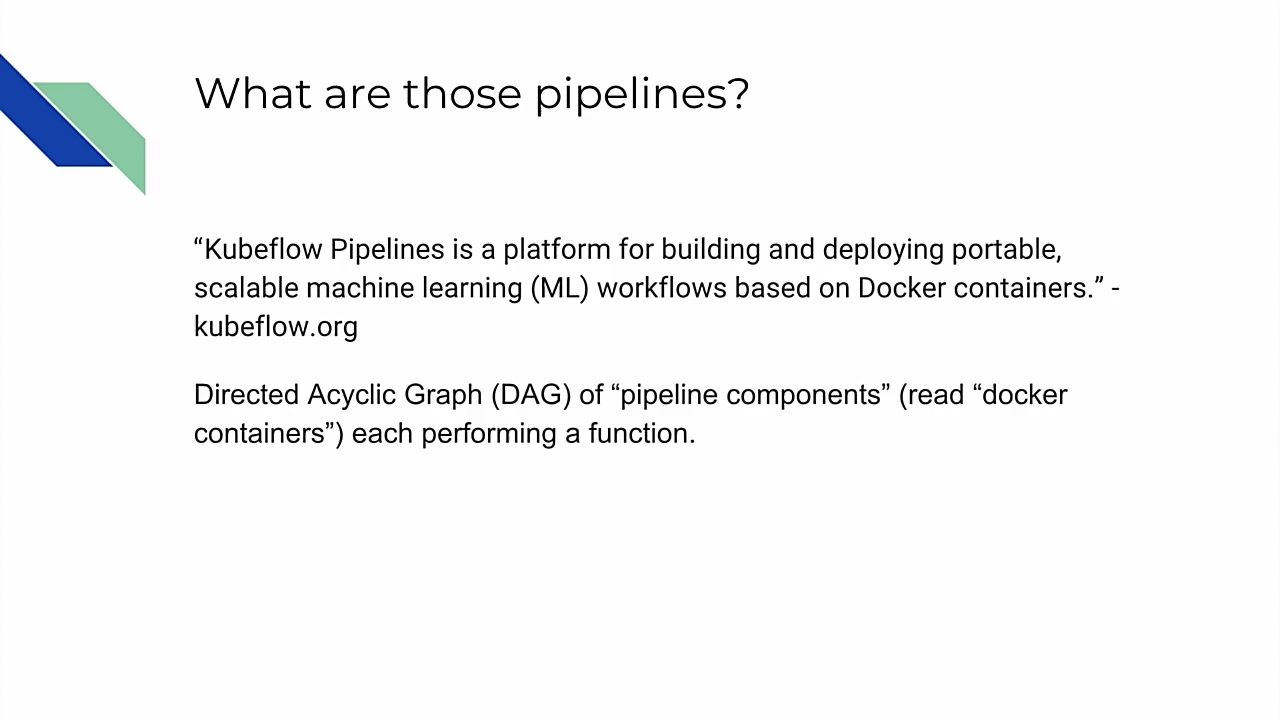 What are those pipelines?
“Kubeflow Pipelines is a platform for building and deploying portable,
scalable machine learning (ML) workflows based on Docker containers.” -
kubeflow.org
Directed Acyclic Graph (DAG) of “pipeline components” (read “docker
containers”) each performing a function.